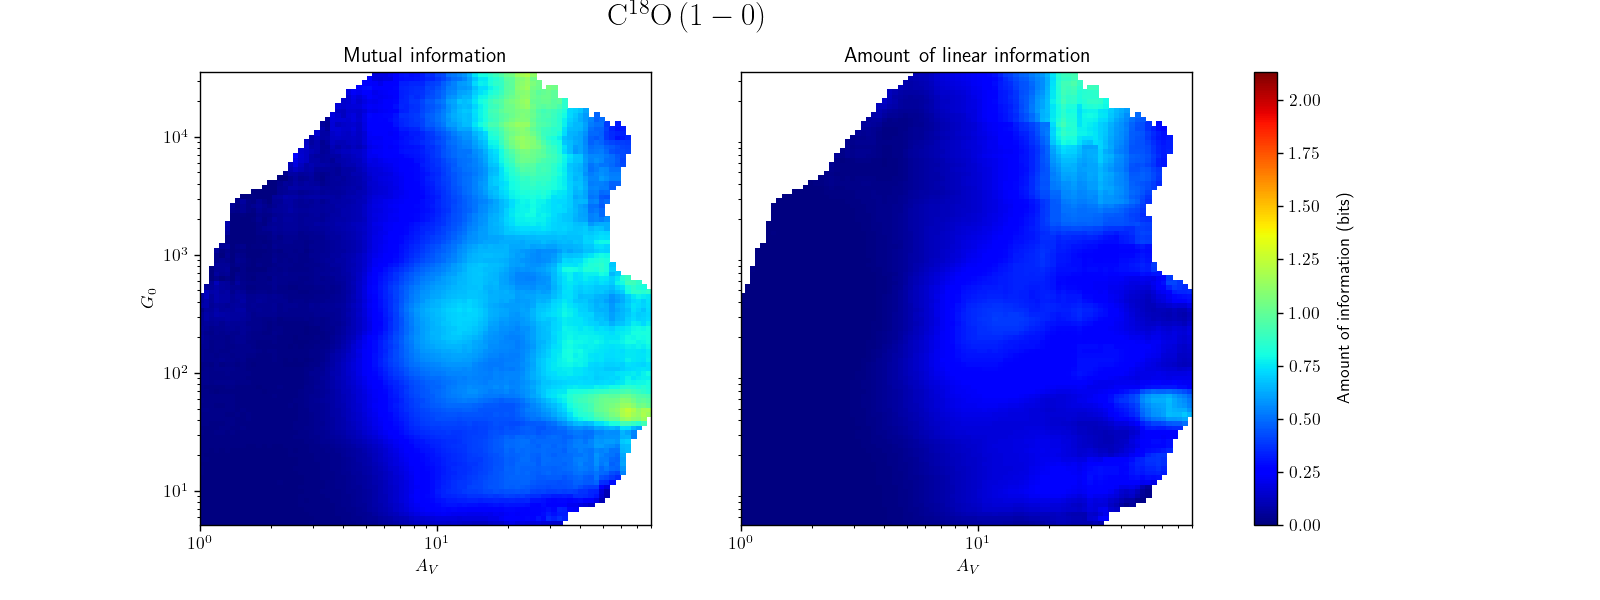 C¹⁸O (1 − 0)
Mutual information
Amount of linear information
10⁴
10³
10²
10¹
G₀
10⁰
10¹
A_V
10⁰
10¹
A_V
2.00
1.75
1.50
1.25
1.00
0.75
0.50
0.25
0.00
Amount of information (bits)